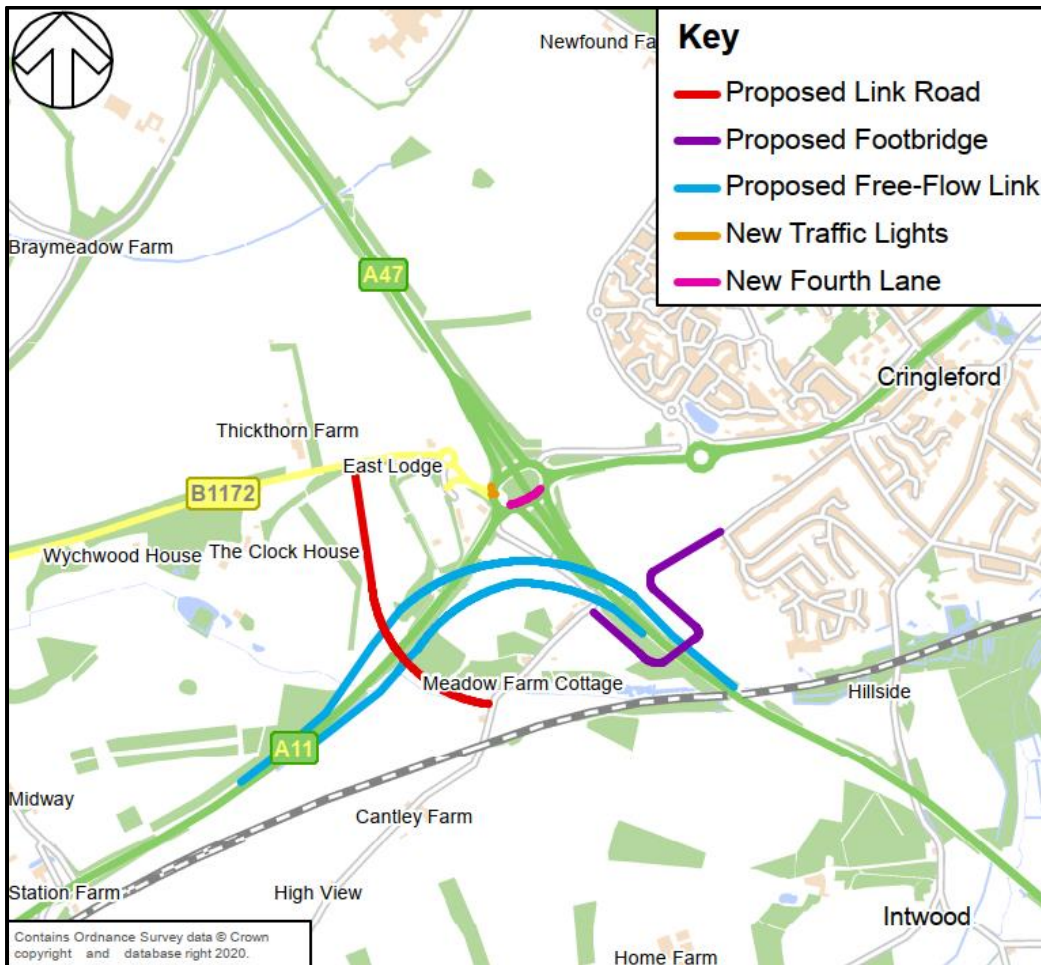 Newfound Fa
Key
Proposed Link Road
Proposed Footbridge
Proposed Free-Flow Link
New Traffic Lights
New Fourth Lane
Braymeadow Farm
A47
Cringleford
Thickthorn Farm
East Lodge
B1172
Wychwood House
The Clock House
Meadow Farm Cottage
Hillside
A11
Midway
Cantley Farm
Station Farm
High View
Intwood
Contains Ordnance Survey data © Crown
copyright and database right 2020.
Home Farm